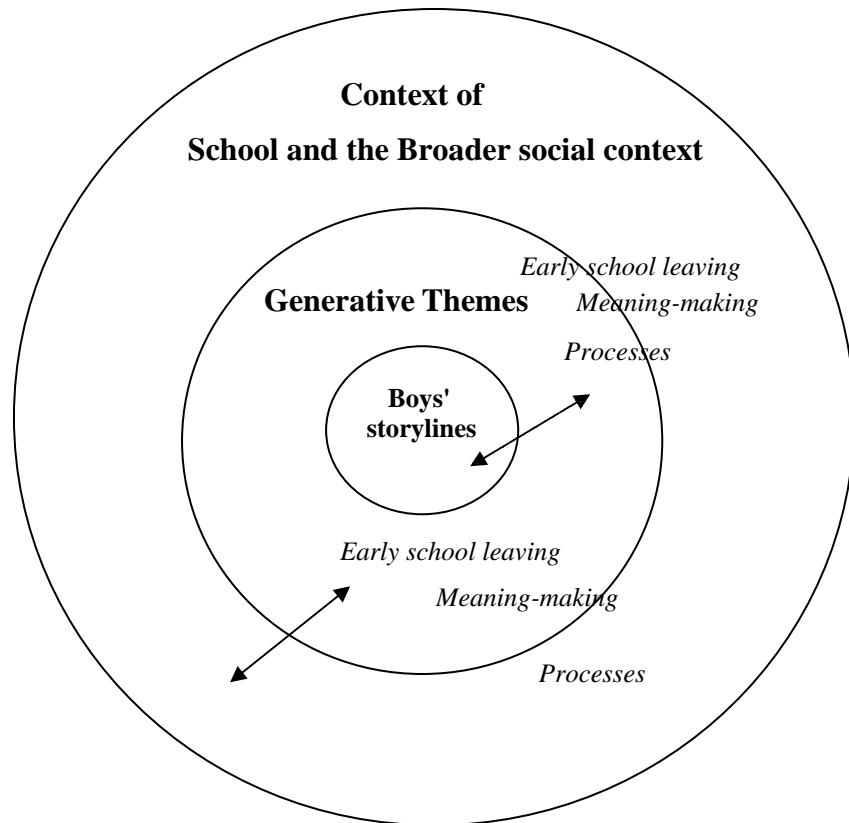 Context of
School and the Broader social context
Early school leaving
Generative Themes
Meaning-making
Processes
Boys'
storylines
Early school leaving
Meaning-making
Processes